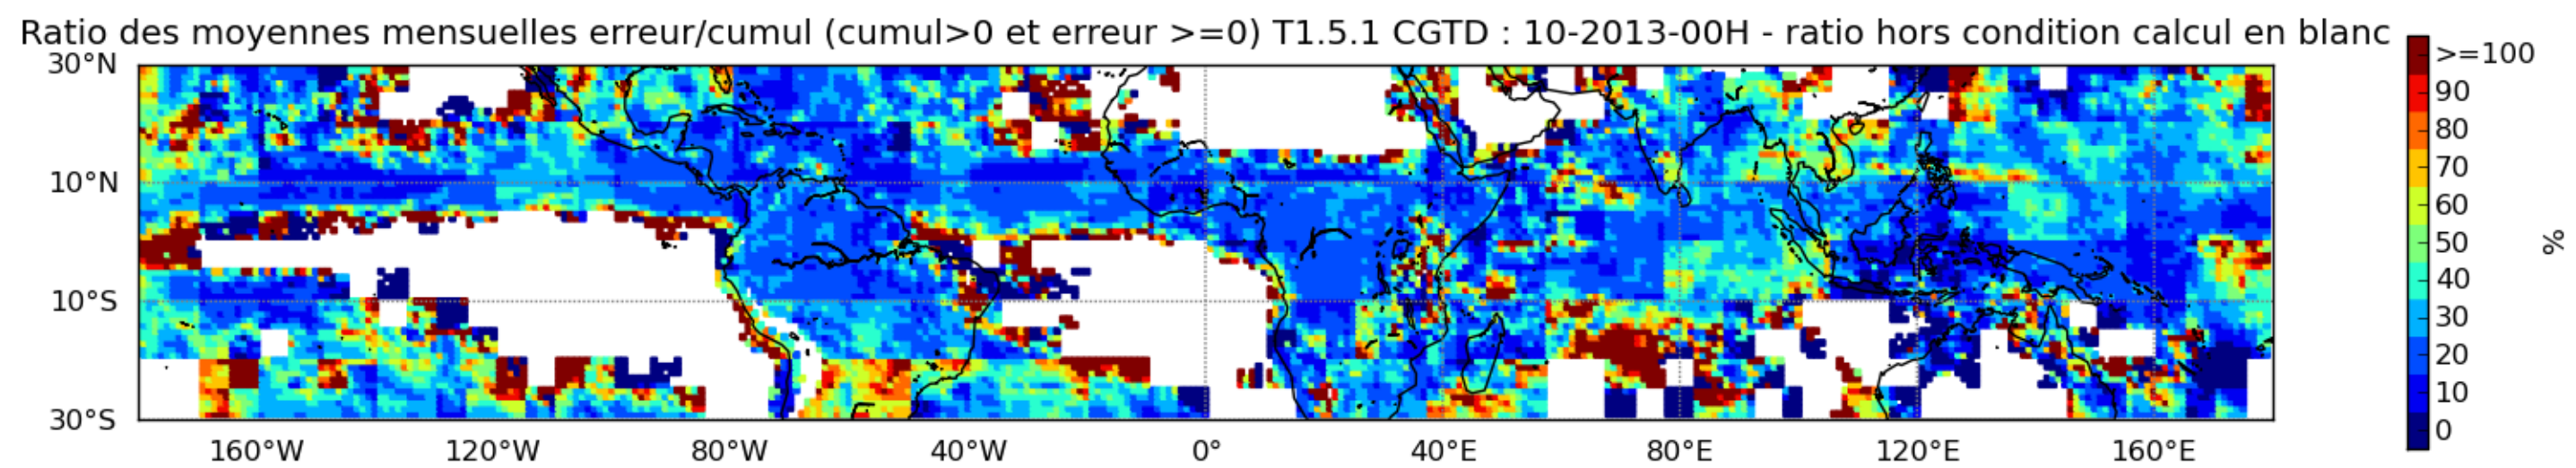 Ratio des moyennes mensuelles erreur/cumul (cumul>0 et erreur >=0) T1.5.1 CGTD : 10-2013-00H - ratio hors condition calcul en blanc
30°N
10°N
10°S
30°S
160°W 120°W 80°W 40°W 0° 40°E 80°E 120°E 160°E
>=100
90
80
70
60
50
40
30
20
10
0
%